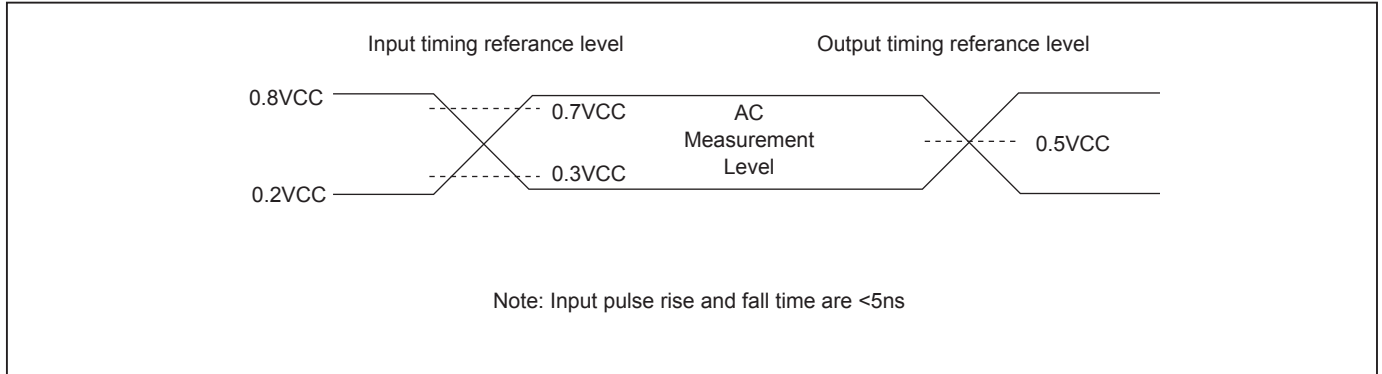 Input timing referance level
Output timing referance level
0.8VCC
0.7VCC
AC
Measurement
Level
0.5VCC
0.3VCC
0.2VCC
Note: Input pulse rise and fall time are <5ns